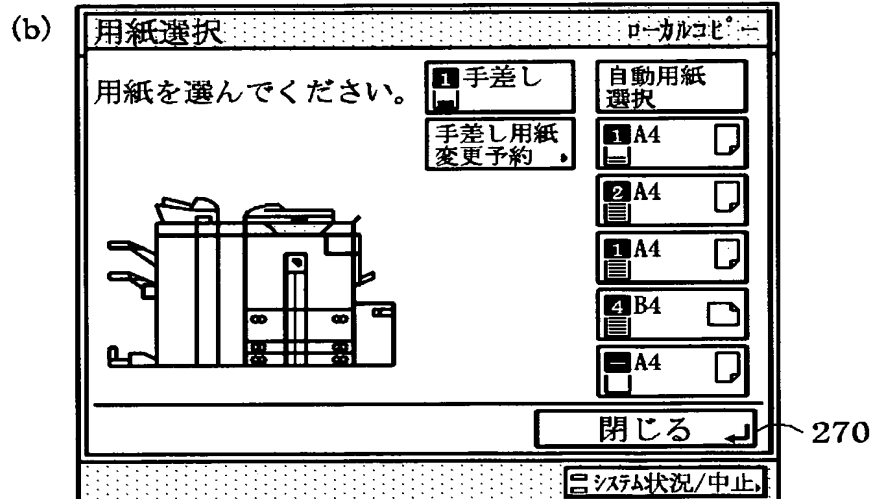 (b)
用紙選択
ローカルコピー
用紙を選んでください。
1 手差し
手差し用紙
変更予約
自動用紙
選択
1 A4
2 A4
1 A4
4 B4
A4
閉じる
270
システム状況/中止